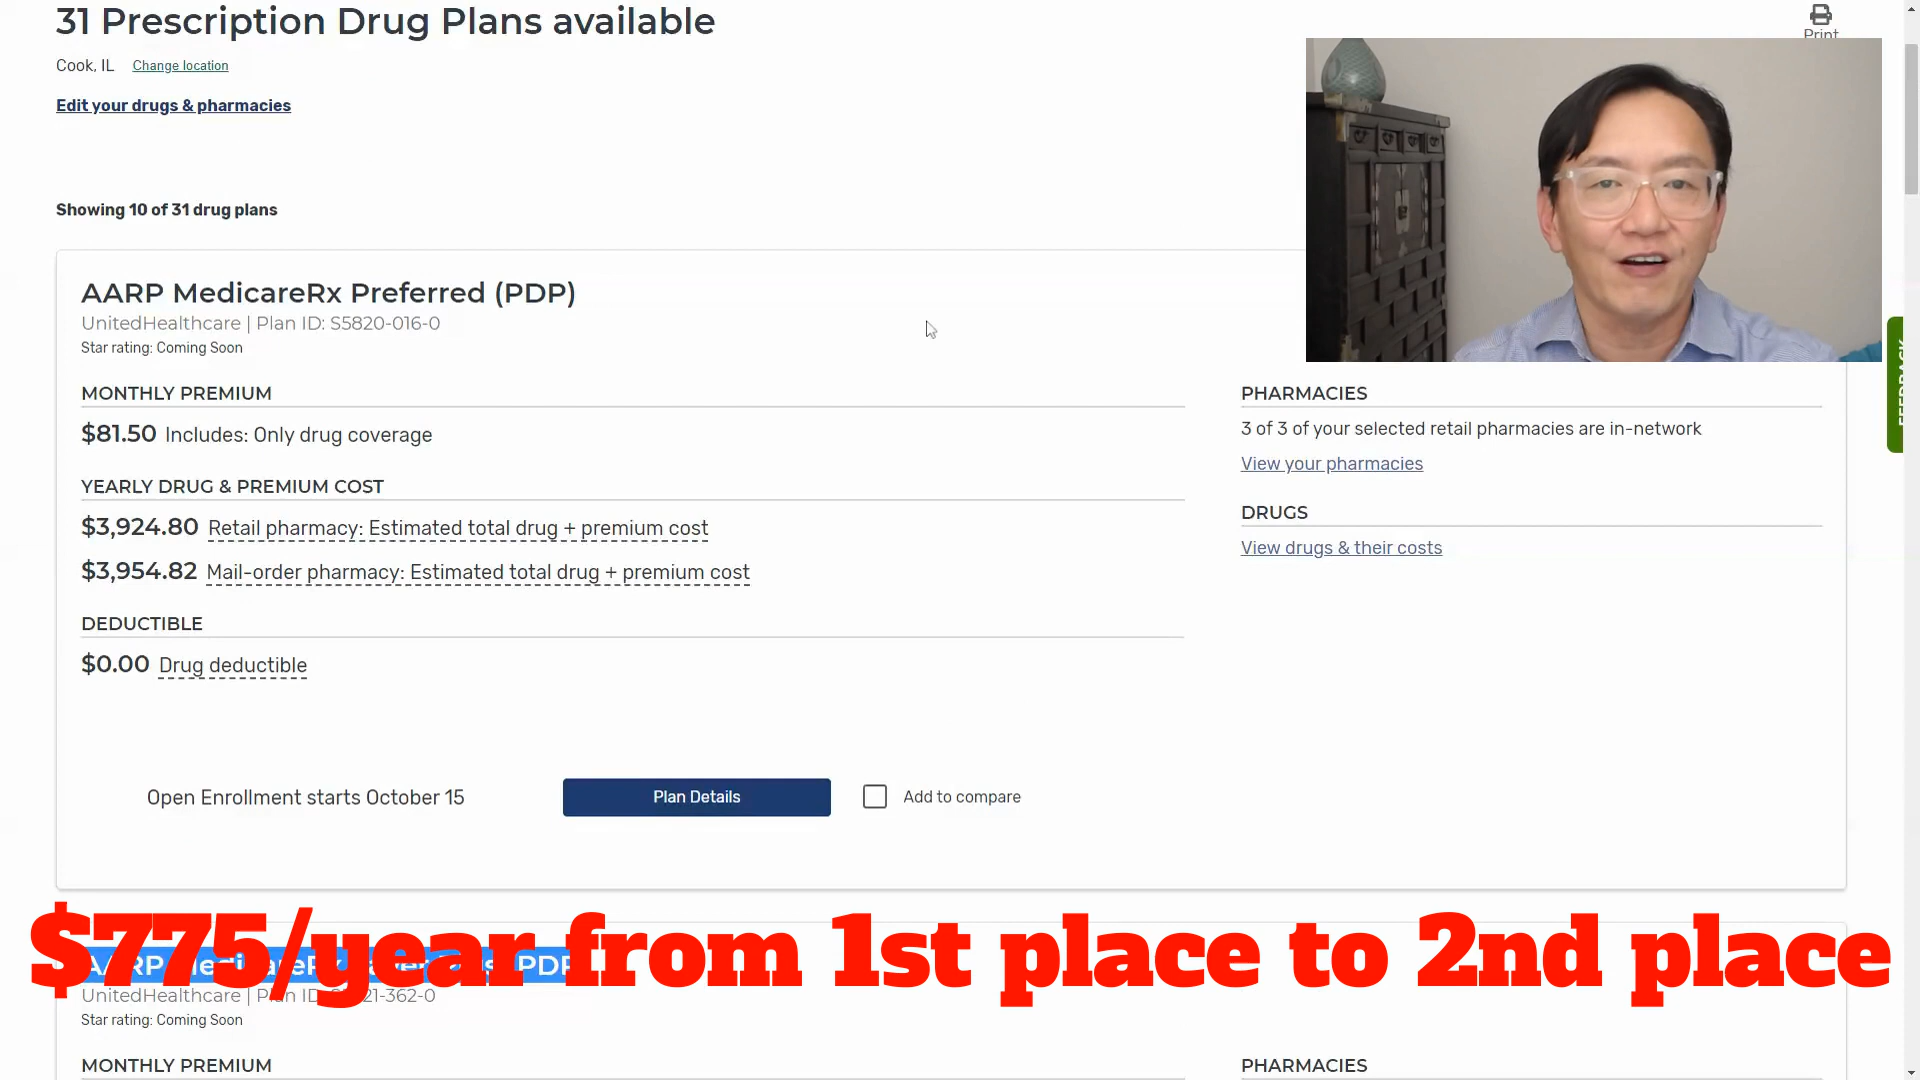 31 Prescription Drug Plans available
Print
Cook, IL Change location
Edit your drugs & pharmacies
Showing 10 of 31 drug plans
AARP MedicareRx Preferred (PDP)
UnitedHealthcare | Plan ID: S5820-016-0
Star rating: Coming Soon
MONTHLY PREMIUM
$81.50 Includes: Only drug coverage
YEARLY DRUG & PREMIUM COST
$3,924.80 Retail pharmacy: Estimated total drug + premium cost
$3,954.82 Mail-order pharmacy: Estimated total drug + premium cost
DEDUCTIBLE
$0.00 Drug deductible
PHARMACIES
3 of 3 of your selected retail pharmacies are in-network
View your pharmacies
DRUGS
View drugs & their costs
FEEDBACK
Open Enrollment starts October 15
Plan Details
Add to compare
$775/year from 1st place to 2nd place
AARP
UnitedHealthcare | Plan
Star rating: Coming Soon
MONTHLY PREMIUM
PHARMACIES